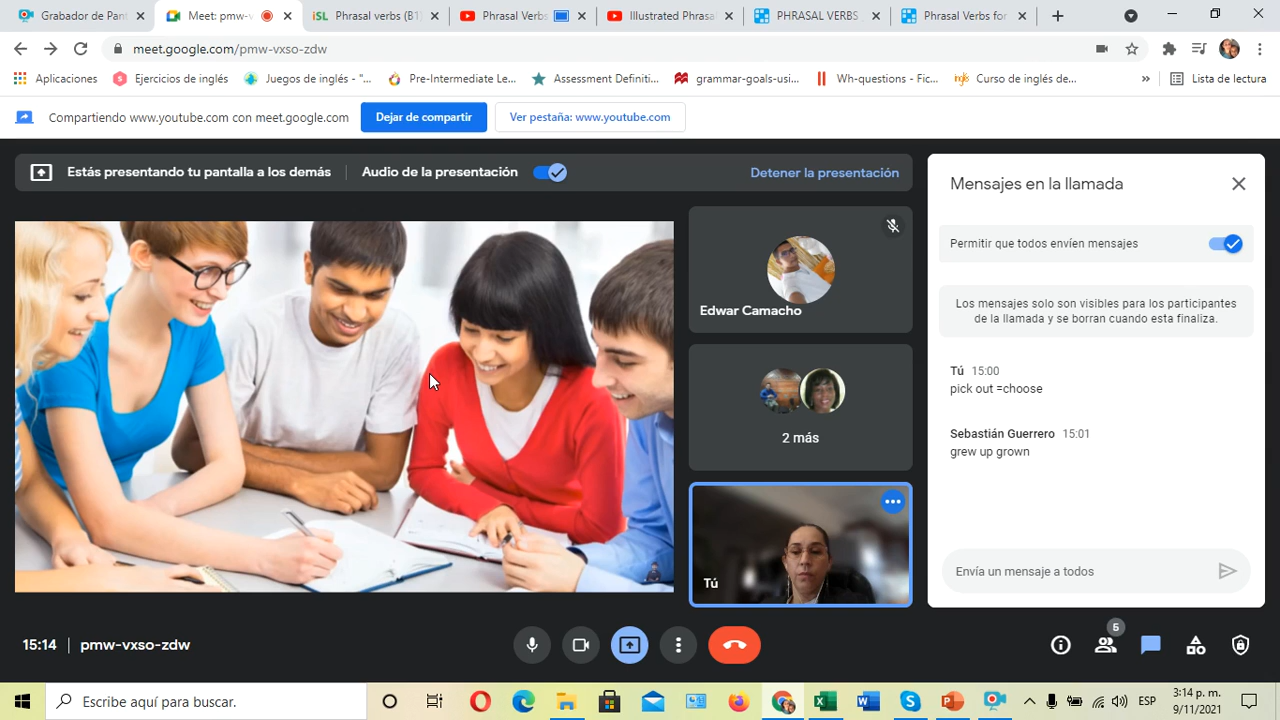 Grabador de Pant
Meet: pmw-v
Phrasal verbs (B1)
Phrasal Verbs
Illustrated Phrasal
PHRASAL VERBS
Phrasal Verbs for
meet.google.com/pmw-vxso-zdw
Aplicaciones
Ejercicios de inglés
Juegos de inglés - "...
Pre-Intermediate Le...
Assessment Definiti...
grammar-goals-usi...
Wh-questions - Fic...
Curso de inglés de...
»
Lista de lectura
Compartiendo www.youtube.com con meet.google.com
Dejar de compartir
Ver pestaña: www.youtube.com
Estás presentando tu pantalla a los demás
Audio de la presentación
Detener la presentación
Edwar Camacho
2 más
Tú
Mensajes en la llamada
Permitir que todos envíen mensajes
Los mensajes solo son visibles para los participantes
de la llamada y se borran cuando esta finaliza.
Tú 15:00
pick out =choose
Sebastián Guerrero 15:01
grew up grown
Envía un mensaje a todos
15:14 | pmw-vxso-zdw
5
Escribe aquí para buscar.
ESP
3:14 p. m.
9/11/2021